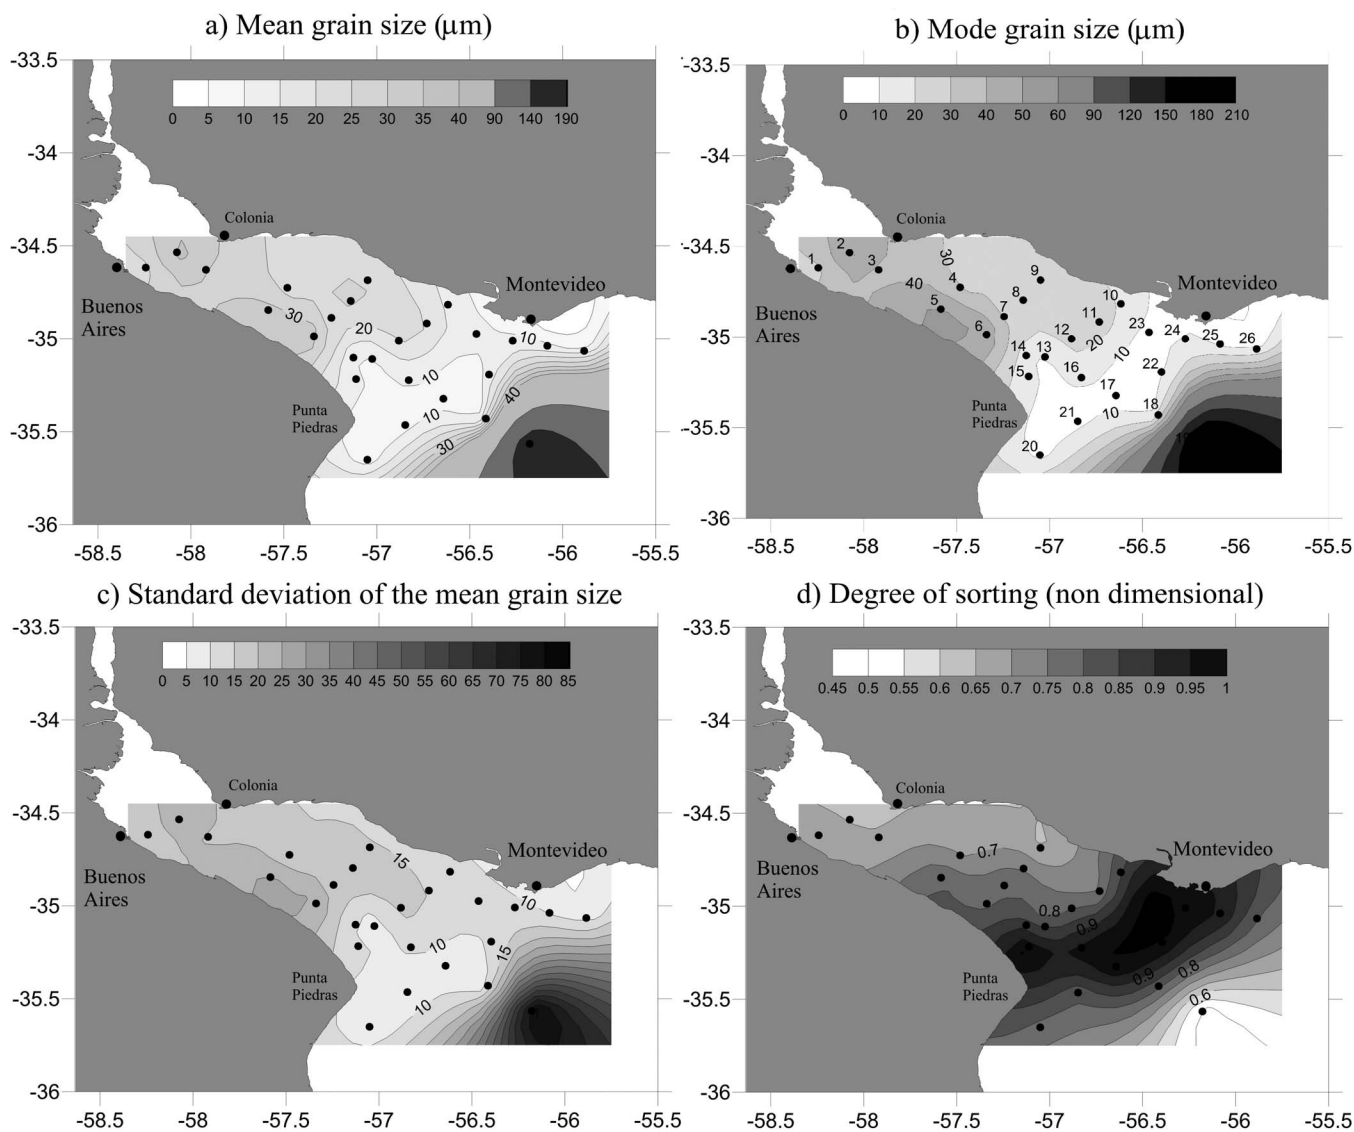 a) Mean grain size (µm)
-33.5
-34
-34.5
-35
-35.5
-36
0 5 10 15 20 25 30 35 40 90 140 190
Colonia
Montevideo
Buenos
Aires
Punta
Piedras
30
20
10
10
10
40
30
-58.5 -58 -57.5 -57 -56.5 -56 -55.5
b) Mode grain size (µm)
-33.5
-34
-34.5
-35
-35.5
-36
0 10 20 30 40 50 60 90 120 150 180 210
Colonia
Montevideo
Buenos
Aires
Punta
Piedras
1
2
3
30
4
9
40
5
8
10
6
7
11
12
20
23
24
25
26
14
13
10
15
16
22
17
21
10
18
20
-58.5 -58 -57.5 -57 -56.5 -56 -55.5
c) Standard deviation of the mean grain size
-33.5
-34
-34.5
-35
-35.5
-36
0 5 10 15 20 25 30 35 40 45 50 55 60 65 70 75 80 85
Colonia
Montevideo
Buenos
Aires
Punta
Piedras
15
10
10
15
10
-58.5 -58 -57.5 -57 -56.5 -56 -55.5
d) Degree of sorting (non dimensional)
-33.5
-34
-34.5
-35
-35.5
-36
0.45 0.5 0.55 0.6 0.65 0.7 0.75 0.8 0.85 0.9 0.95 1
Colonia
Montevideo
Buenos
Aires
Punta
Piedras
0.7
0.8
0.9
0.9
0.8
0.6
-58.5 -58 -57.5 -57 -56.5 -56 -55.5